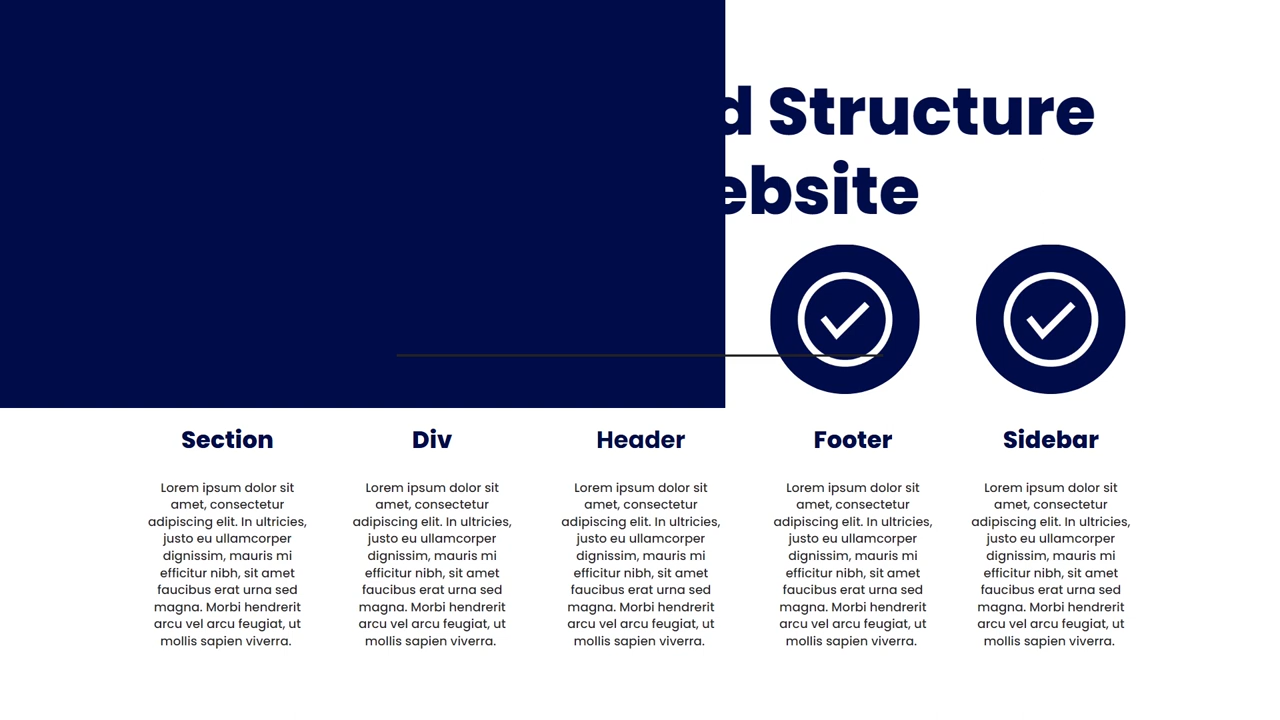 Structure
Section
Lorem ipsum dolor sit
amet, consectetur
adipiscing elit. In ultricies,
justo eu ullamcorper
dignissim, mauris mi
efficitur nibh, sit amet
faucibus erat urna sed
magna. Morbi hendrerit
arcu vel arcu feugiat, ut
mollis sapien viverra.
Div
Lorem ipsum dolor sit
amet, consectetur
adipiscing elit. In ultricies,
justo eu ullamcorper
dignissim, mauris mi
efficitur nibh, sit amet
faucibus erat urna sed
magna. Morbi hendrerit
arcu vel arcu feugiat, ut
mollis sapien viverra.
Header
Lorem ipsum dolor sit
amet, consectetur
adipiscing elit. In ultricies,
justo eu ullamcorper
dignissim, mauris mi
efficitur nibh, sit amet
faucibus erat urna sed
magna. Morbi hendrerit
arcu vel arcu feugiat, ut
mollis sapien viverra.
Footer
Lorem ipsum dolor sit
amet, consectetur
adipiscing elit. In ultricies,
justo eu ullamcorper
dignissim, mauris mi
efficitur nibh, sit amet
faucibus erat urna sed
magna. Morbi hendrerit
arcu vel arcu feugiat, ut
mollis sapien viverra.
Sidebar
Lorem ipsum dolor sit
amet, consectetur
adipiscing elit. In ultricies,
justo eu ullamcorper
dignissim, mauris mi
efficitur nibh, sit amet
faucibus erat urna sed
magna. Morbi hendrerit
arcu vel arcu feugiat, ut
mollis sapien viverra.